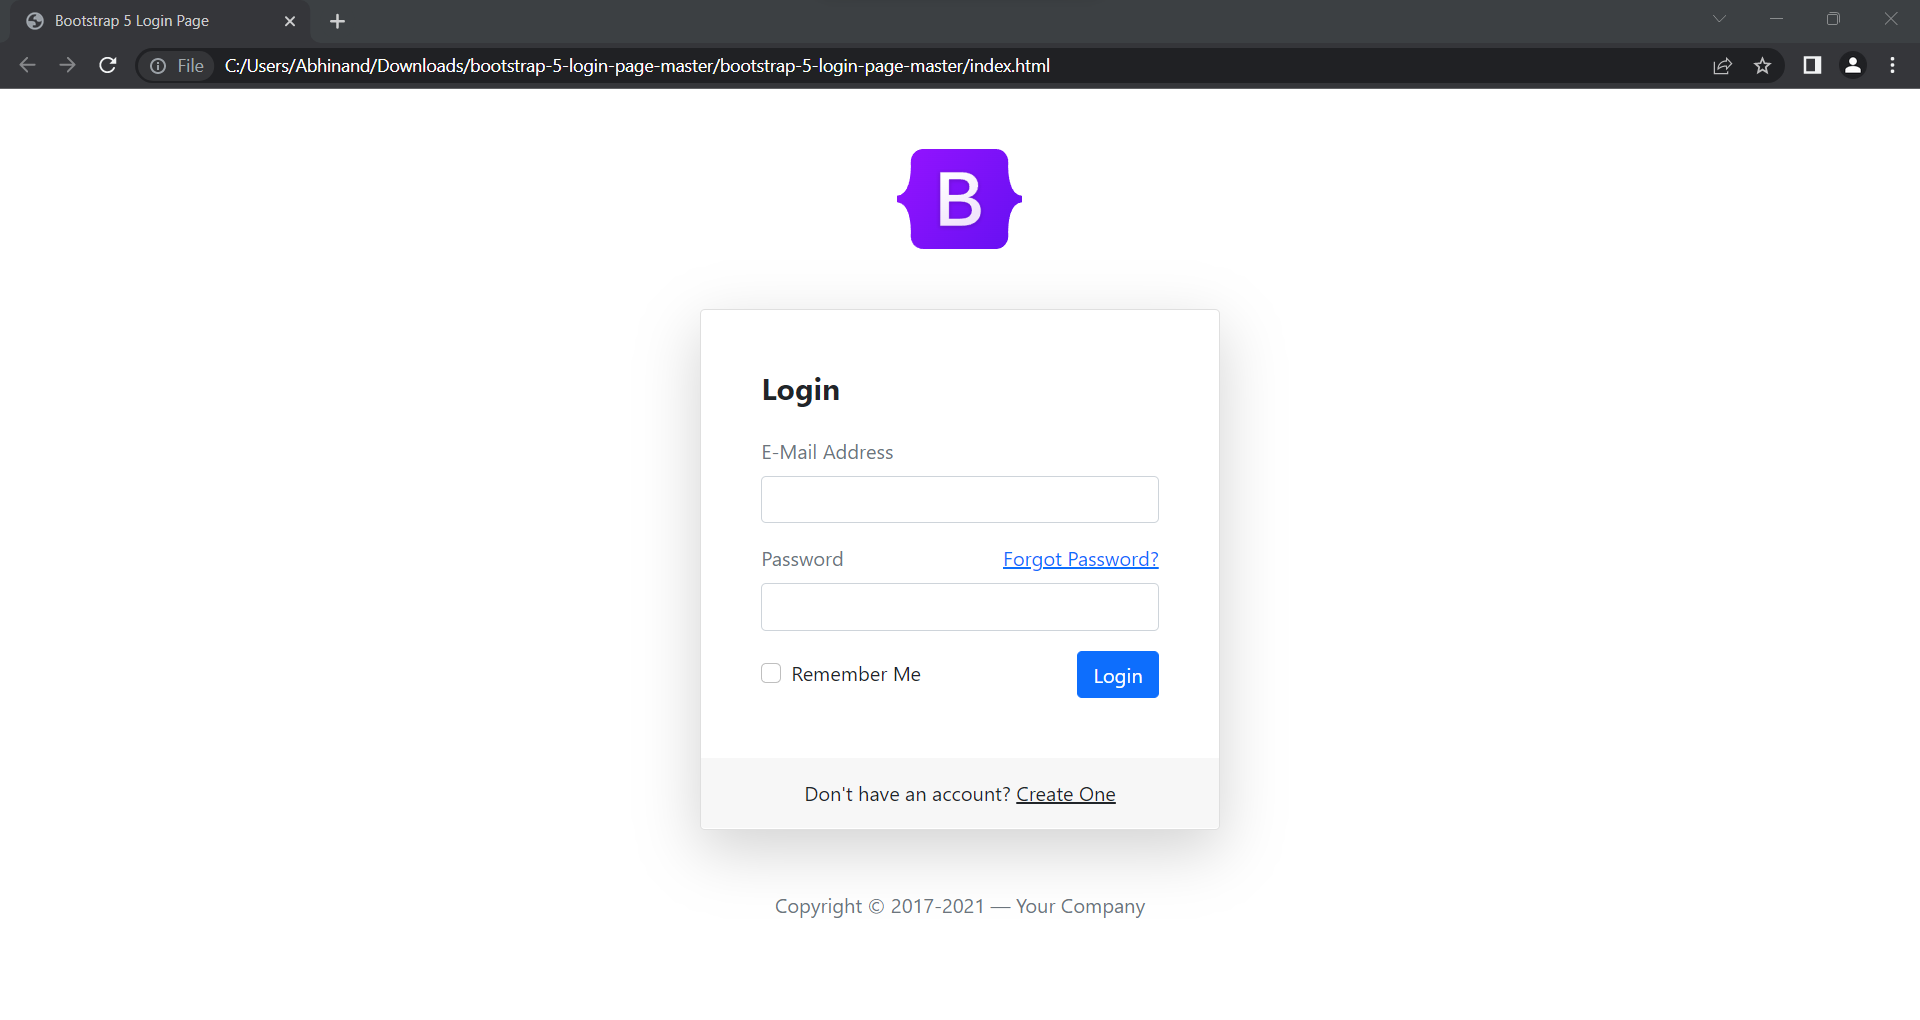 Bootstrap 5 Login Page
File C:/Users/Abhinand/Downloads/bootstrap-5-login-page-master/bootstrap-5-login-page-master/index.html
B
Login
E-Mail Address
Password Forgot Password?
Remember Me Login
Don't have an account? Create One
Copyright © 2017-2021 — Your Company